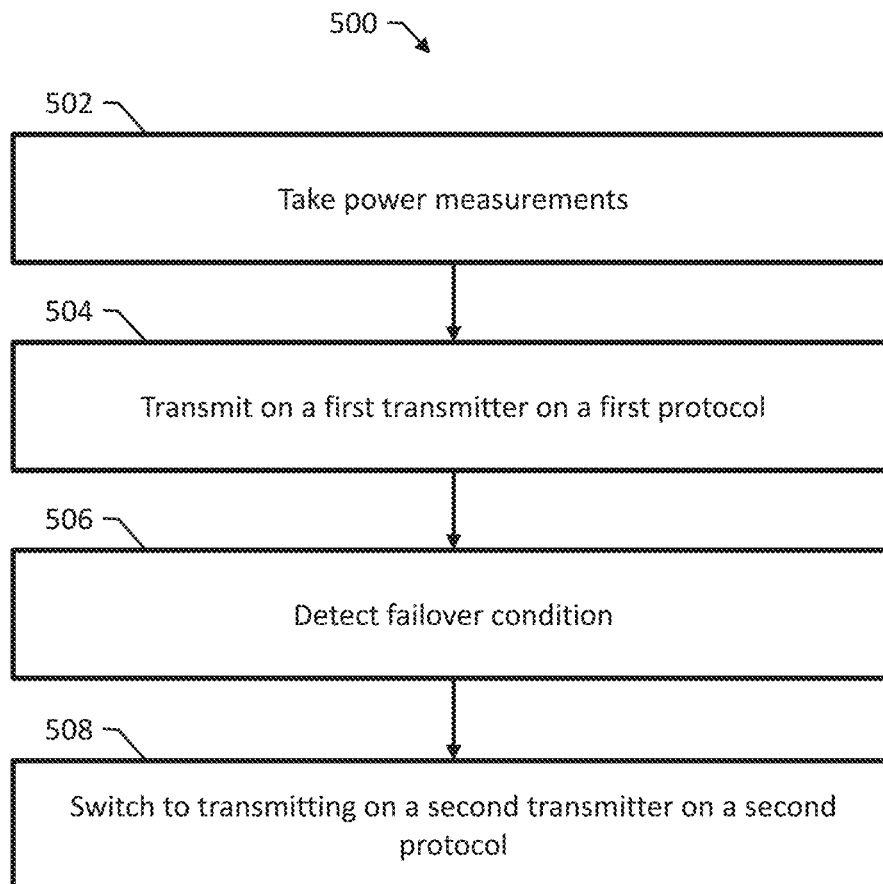 500
502
Take power measurements
504
Transmit on a first transmitter on a first protocol
506
Detect failover condition
508
Switch to transmitting on a second transmitter on a second
protocol